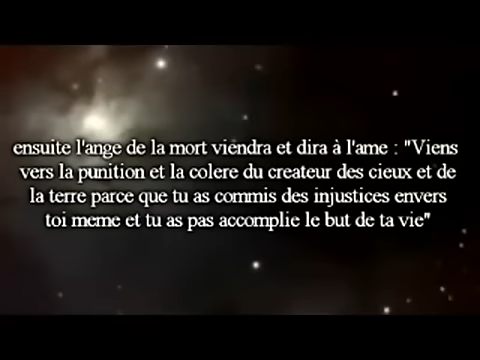 ensuite l'ange de la mort viendra et dira à l'ame : "Viens
vers la punition et la colere du createur des cieux et de
la terre parce que tu as commis des injustices envers
toi meme et tu as pas accomplie le but de ta vie"